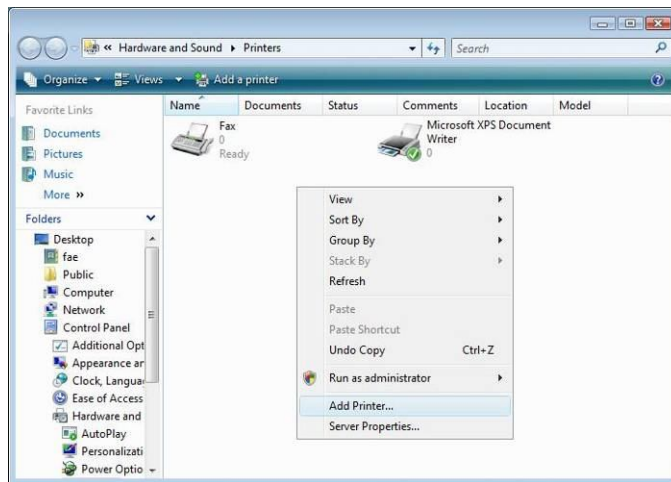 « Hardware and Sound ▸ Printers
Search
Organize Views Add a printer
Favorite Links
Documents
Pictures
Music
More »
Folders
Desktop
fae
Public
Computer
Network
Control Panel
Additional Opt
Appearance ar
Clock, Langua
Ease of Access
Hardware and
AutoPlay
Personalizati
Power Optio
Name Documents Status Comments Location Model
Fax
0
Ready
Microsoft XPS Document
Writer
0
View
Sort By
Group By
Stack By
Refresh
Paste
Paste Shortcut
Undo Copy Ctrl+Z
Run as administrator
Add Printer...
Server Properties...